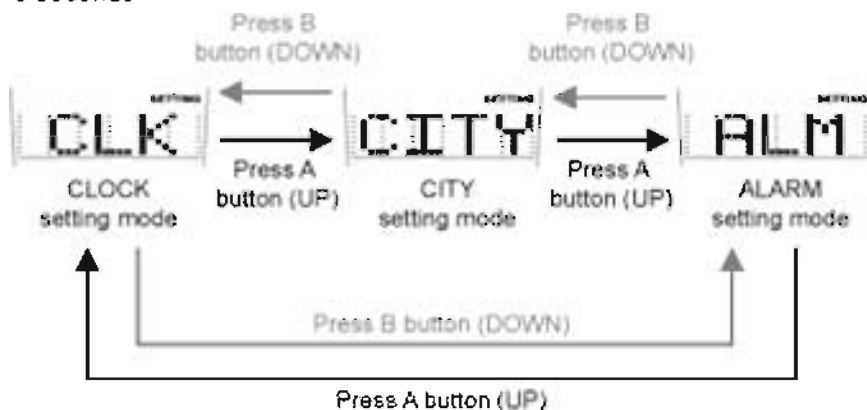 Press B
button (DOWN)
Press B
button (DOWN)
SETTING
CLK
SETTING
CITY
SETTING
ALM
Press A
button (UP)
Press A
button (UP)
CLOCK
setting mode
CITY
setting mode
ALARM
setting mode
Press B button (DOWN)
Press A button (UP)